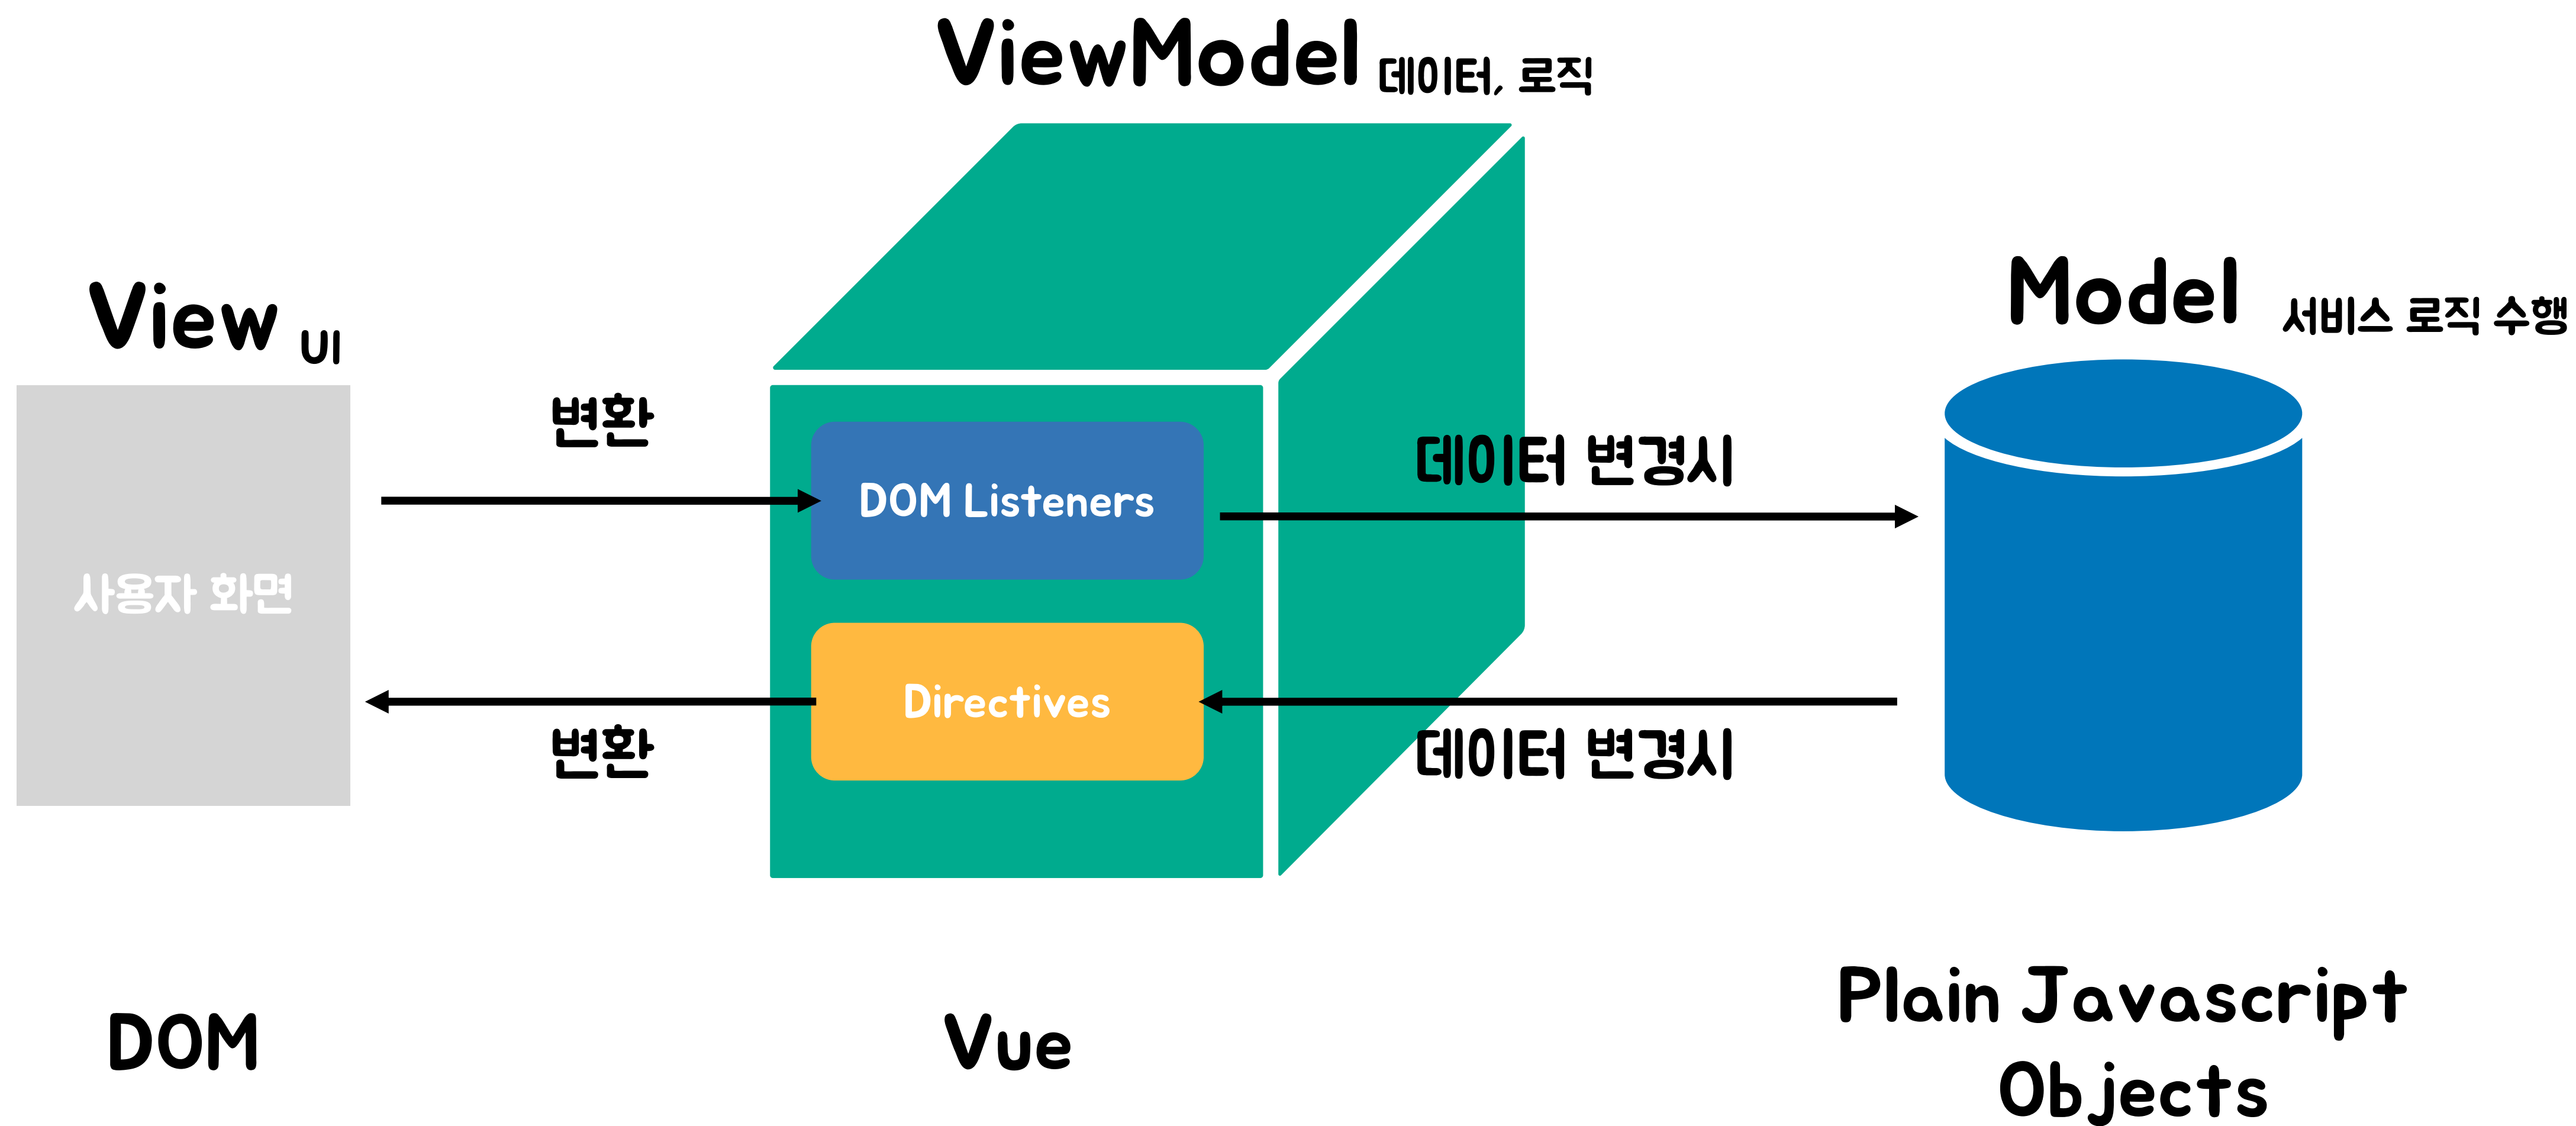 ViewModel 데이터, 로직
View UI
Model 서비스 로직 수행
변환
데이터 변경시
DOM Listeners
사용자 화면
Directives
변환
데이터 변경시
DOM
Vue
Plain Javascript
Objects